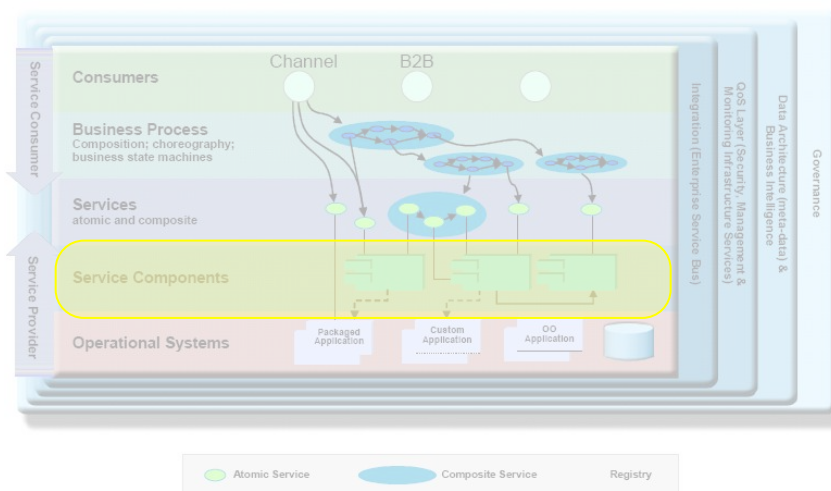 Channel
B2B
Consumers
Business Process
Composition; choreography;
business state machines
Services
atomic and composite
Service Components
Operational Systems
Packaged
Application
Custom
Application
OO
Application
Service Consumer
Service Provider
Integration (Enterprise Service Bus)
QoS Layer (Security, Management &
Monitoring Infrastructure Services)
Data Architecture (meta-data) &
Business Intelligence
Governance
Atomic Service
Composite Service
Registry